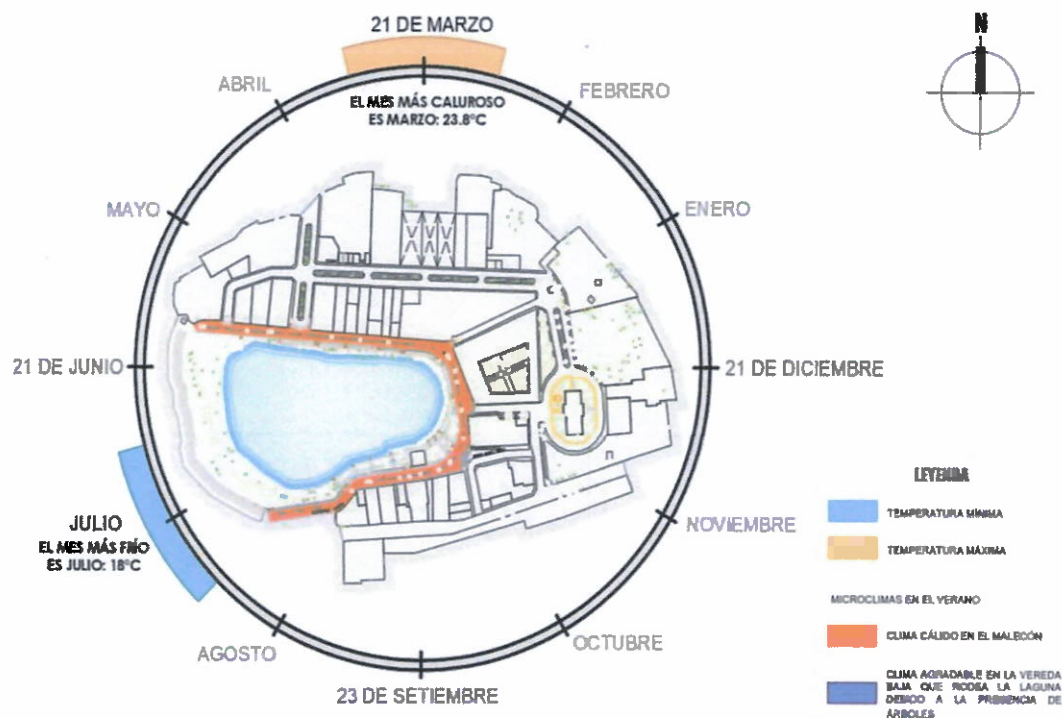 21 DE MARZO
N
ABRIL
FEBRERO
EL MES MÁS CALUROSO
ES MARZO: 23.8°C
MAYO
ENERO
21 DE JUNIO
21 DE DICIEMBRE
JULIO
EL MES MÁS FRÍO
ES JULIO: 18°C
NOVIEMBRE
AGOSTO
OCTUBRE
23 DE SETIEMBRE
LEYENDA
TEMPERATURA MÍNIMA
TEMPERATURA MÁXIMA
MICROCLIMAS EN EL VERANO
CLIMA CÁLIDO EN EL MALECÓN
CLIMA AGRADABLE EN LA VEREDA
BAJA QUE RODEA LA LAGUNA
DEBIDO A LA PRESENCIA DE
ÁRBOLES